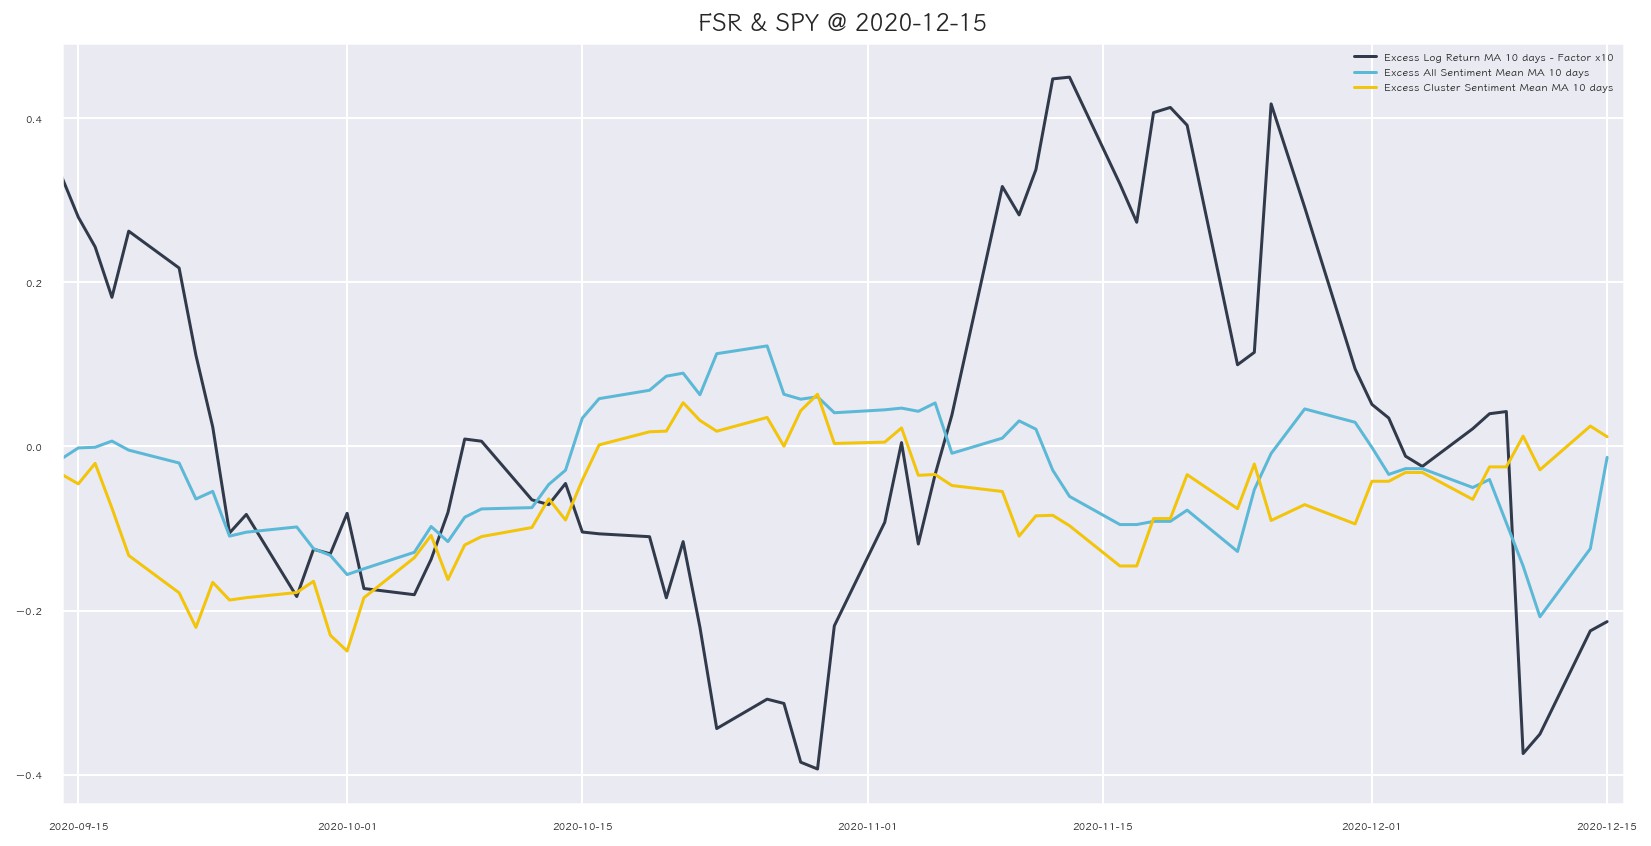 FSR & SPY @ 2020-12-15
Excess Log Return MA 10 days - Factor x10
Excess All Sentiment Mean MA 10 days
Excess Cluster Sentiment Mean MA 10 days
0.4
0.2
0.0
−0.2
−0.4
2020-09-15 2020-10-01 2020-10-15 2020-11-01 2020-11-15 2020-12-01 2020-12-15